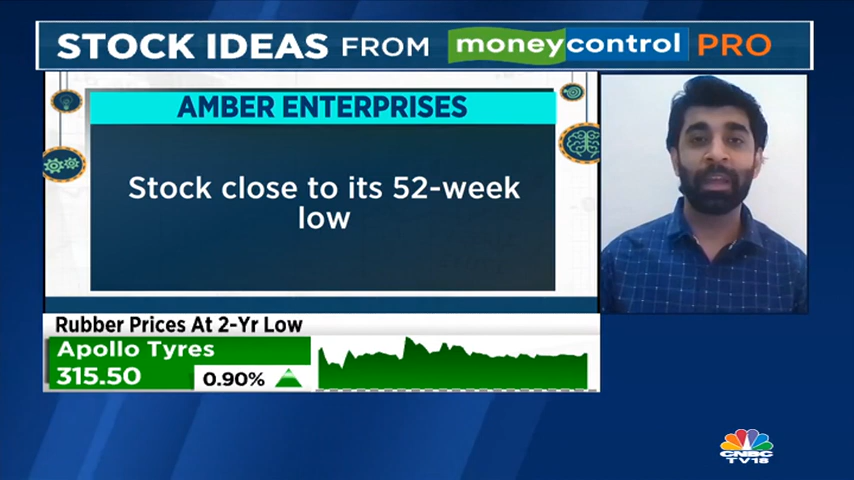 STOCK IDEAS FROM moneycontrol PRO
AMBER ENTERPRISES
Stock close to its 52-week
low
Rubber Prices At 2-Yr Low
Apollo Tyres
315.50 0.90%
CNBC
TV18